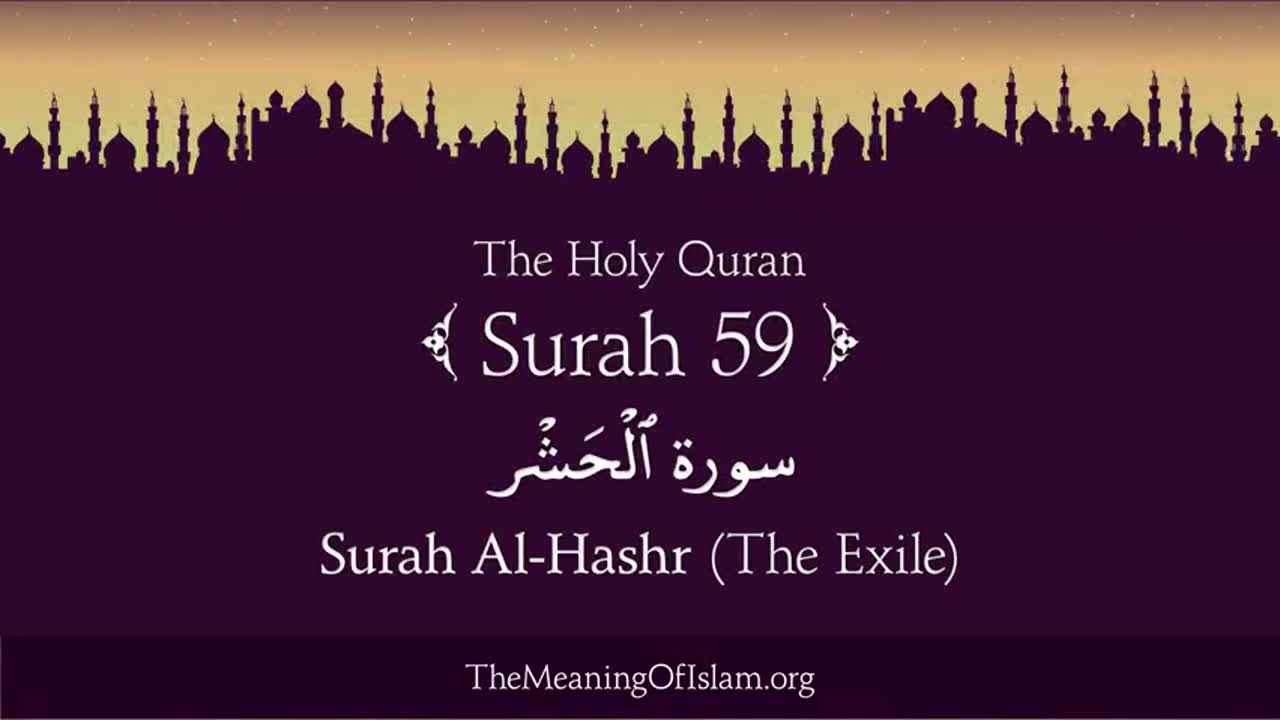 The Holy Quran
Surah 59
سورة ٱلْحَشْر
Surah Al-Hashr (The Exile)
TheMeaningOfIslam.org